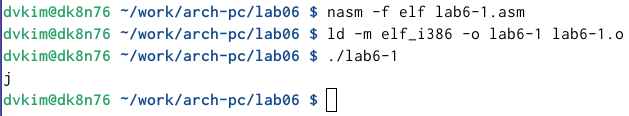 dvkim@dk8n76 ~/work/arch-pc/lab06 $ nasm -f elf lab6-1.asm
dvkim@dk8n76 ~/work/arch-pc/lab06 $ ld -m elf_i386 -o lab6-1 lab6-1.o
dvkim@dk8n76 ~/work/arch-pc/lab06 $ ./lab6-1
j
dvkim@dk8n76 ~/work/arch-pc/lab06 $